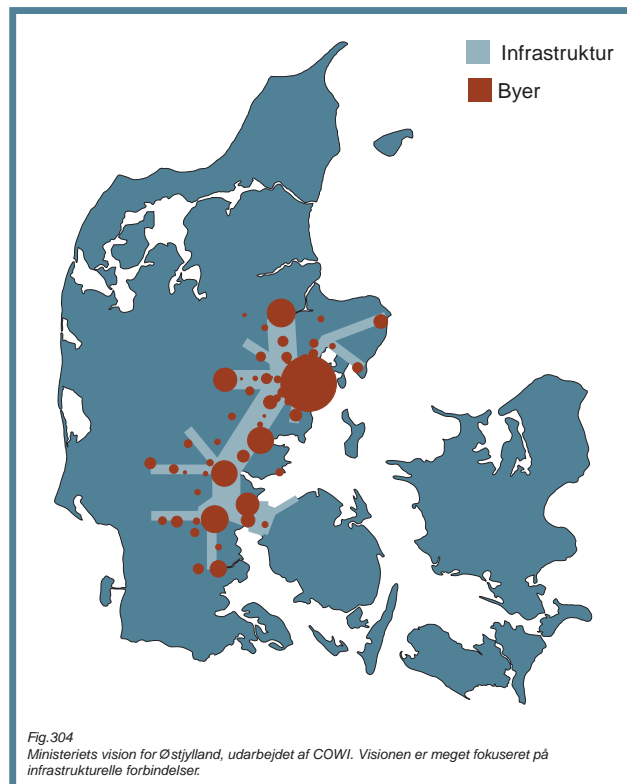 Infrastruktur
Byer
Fig.304
Ministeriets vision for Østjylland, udarbejdet af COWI. Visionen er meget fokuseret på
infrastrukturelle forbindelser.